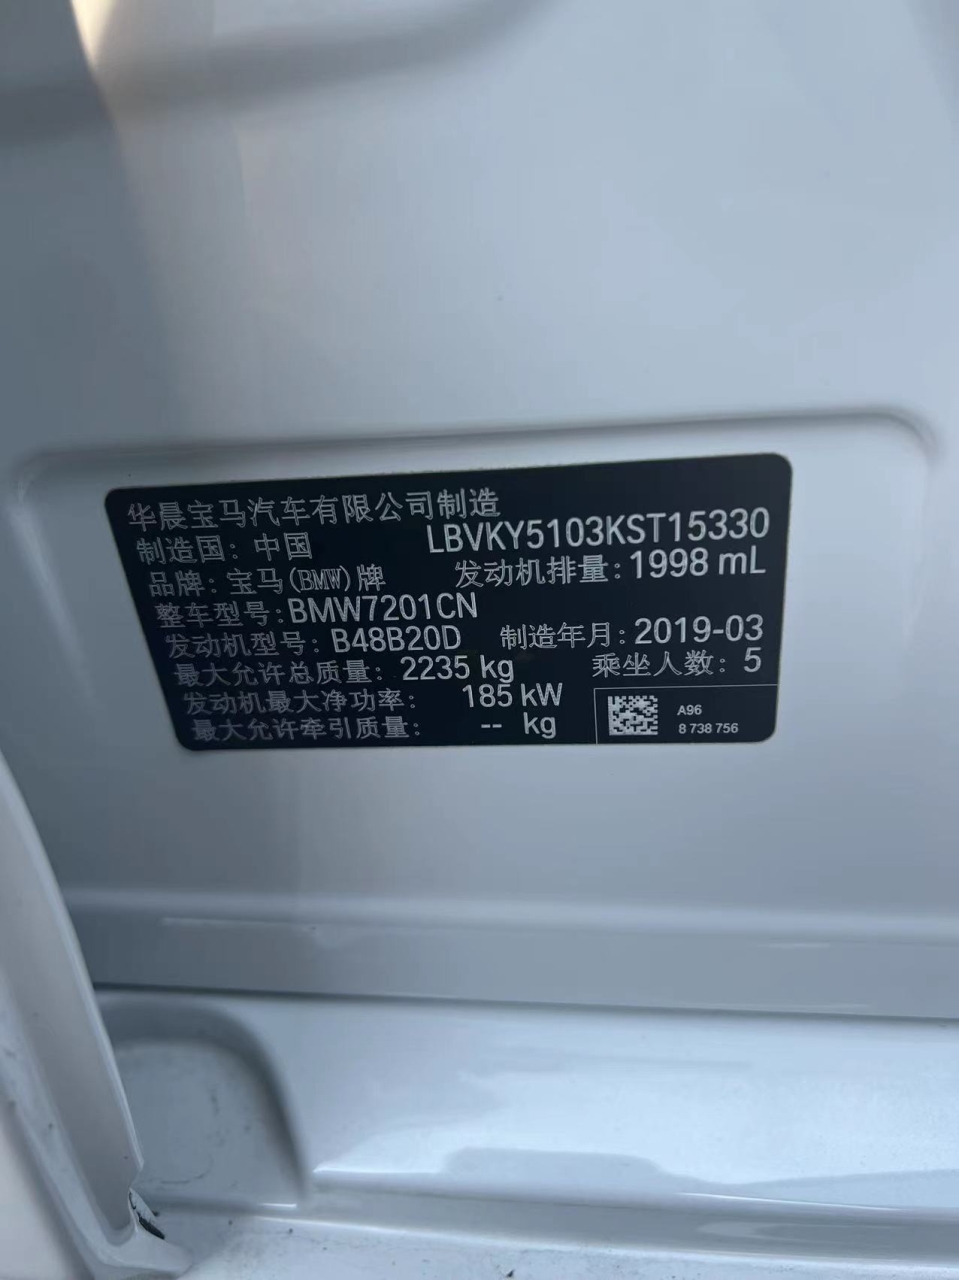 华晨宝马汽车有限公司制造
制造国: 中国 LBVKY5103KST15330
品牌: 宝马(BMW)牌 发动机排量: 1998 mL
整车型号: BMW7201CN
发动机型号: B48B20D 制造年月: 2019-03
最大允许总质量: 2235 kg 乘坐人数: 5
发动机最大净功率: 185 kW
最大允许牵引质量: -- kg
A96
8 738 756